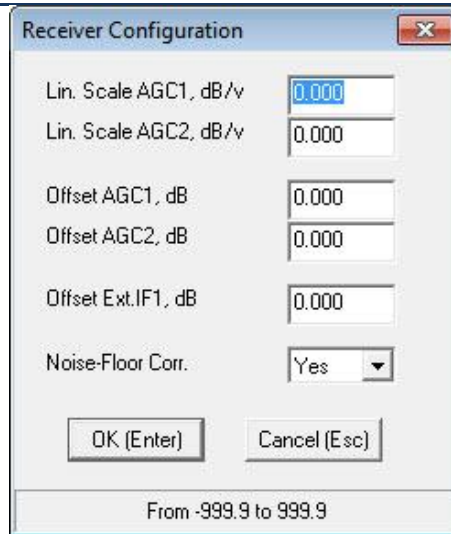 Receiver Configuration
Lin. Scale AGC1, dB/v 0.000
Lin. Scale AGC2, dB/v 0.000
Offset AGC1, dB 0.000
Offset AGC2, dB 0.000
Offset Ext.IF1, dB 0.000
Noise-Floor Corr. Yes
OK (Enter) Cancel (Esc)
From -999.9 to 999.9